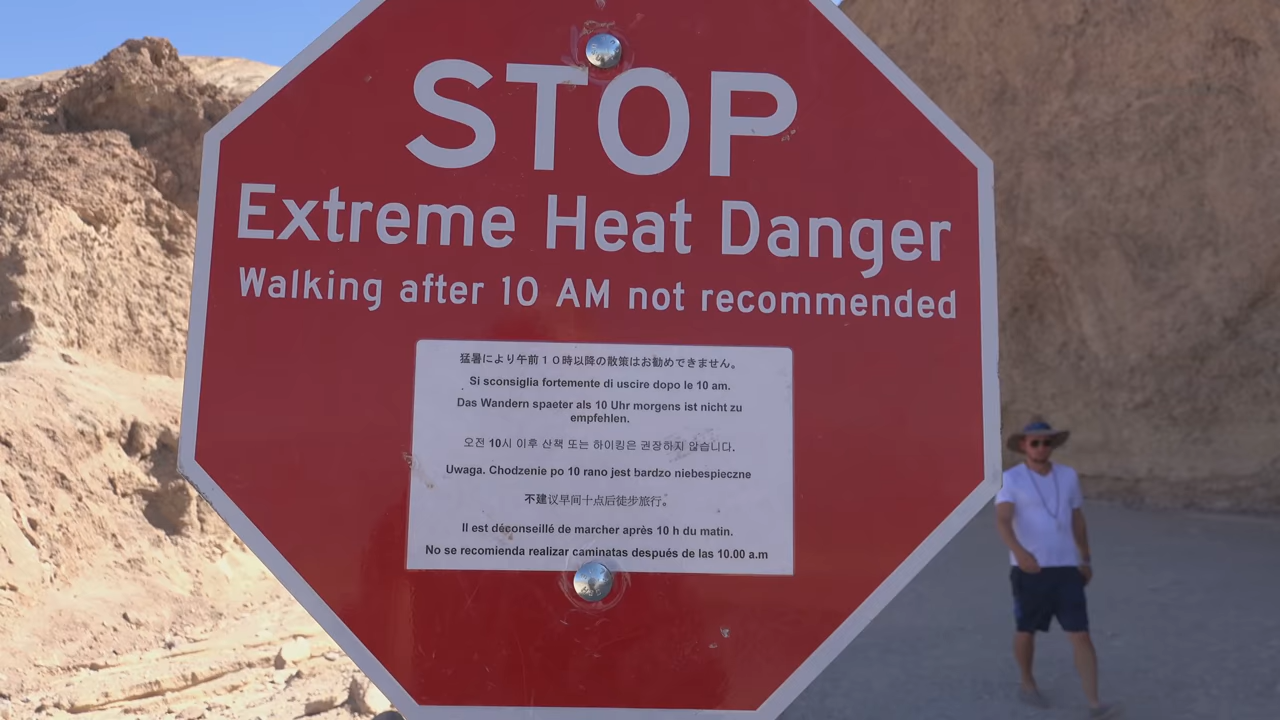 STOP
Extreme Heat Danger
Walking after 10 AM not recommended
猛暑により午前１０時以降の散策はお勧めできません。
Si sconsiglia fortemente di uscire dopo le 10 am.
Das Wandern spaeter als 10 Uhr morgens ist nicht zu
empfehlen.
오전 10시 이후 산책 또는 하이킹은 권장하지 않습니다.
Uwaga. Chodzenie po 10 rano jest bardzo niebespieczne
不建议早间十点后徒步旅行。
Il est déconseillé de marcher après 10 h du matin.
No se recomienda realizar caminatas después de las 10.00 a.m